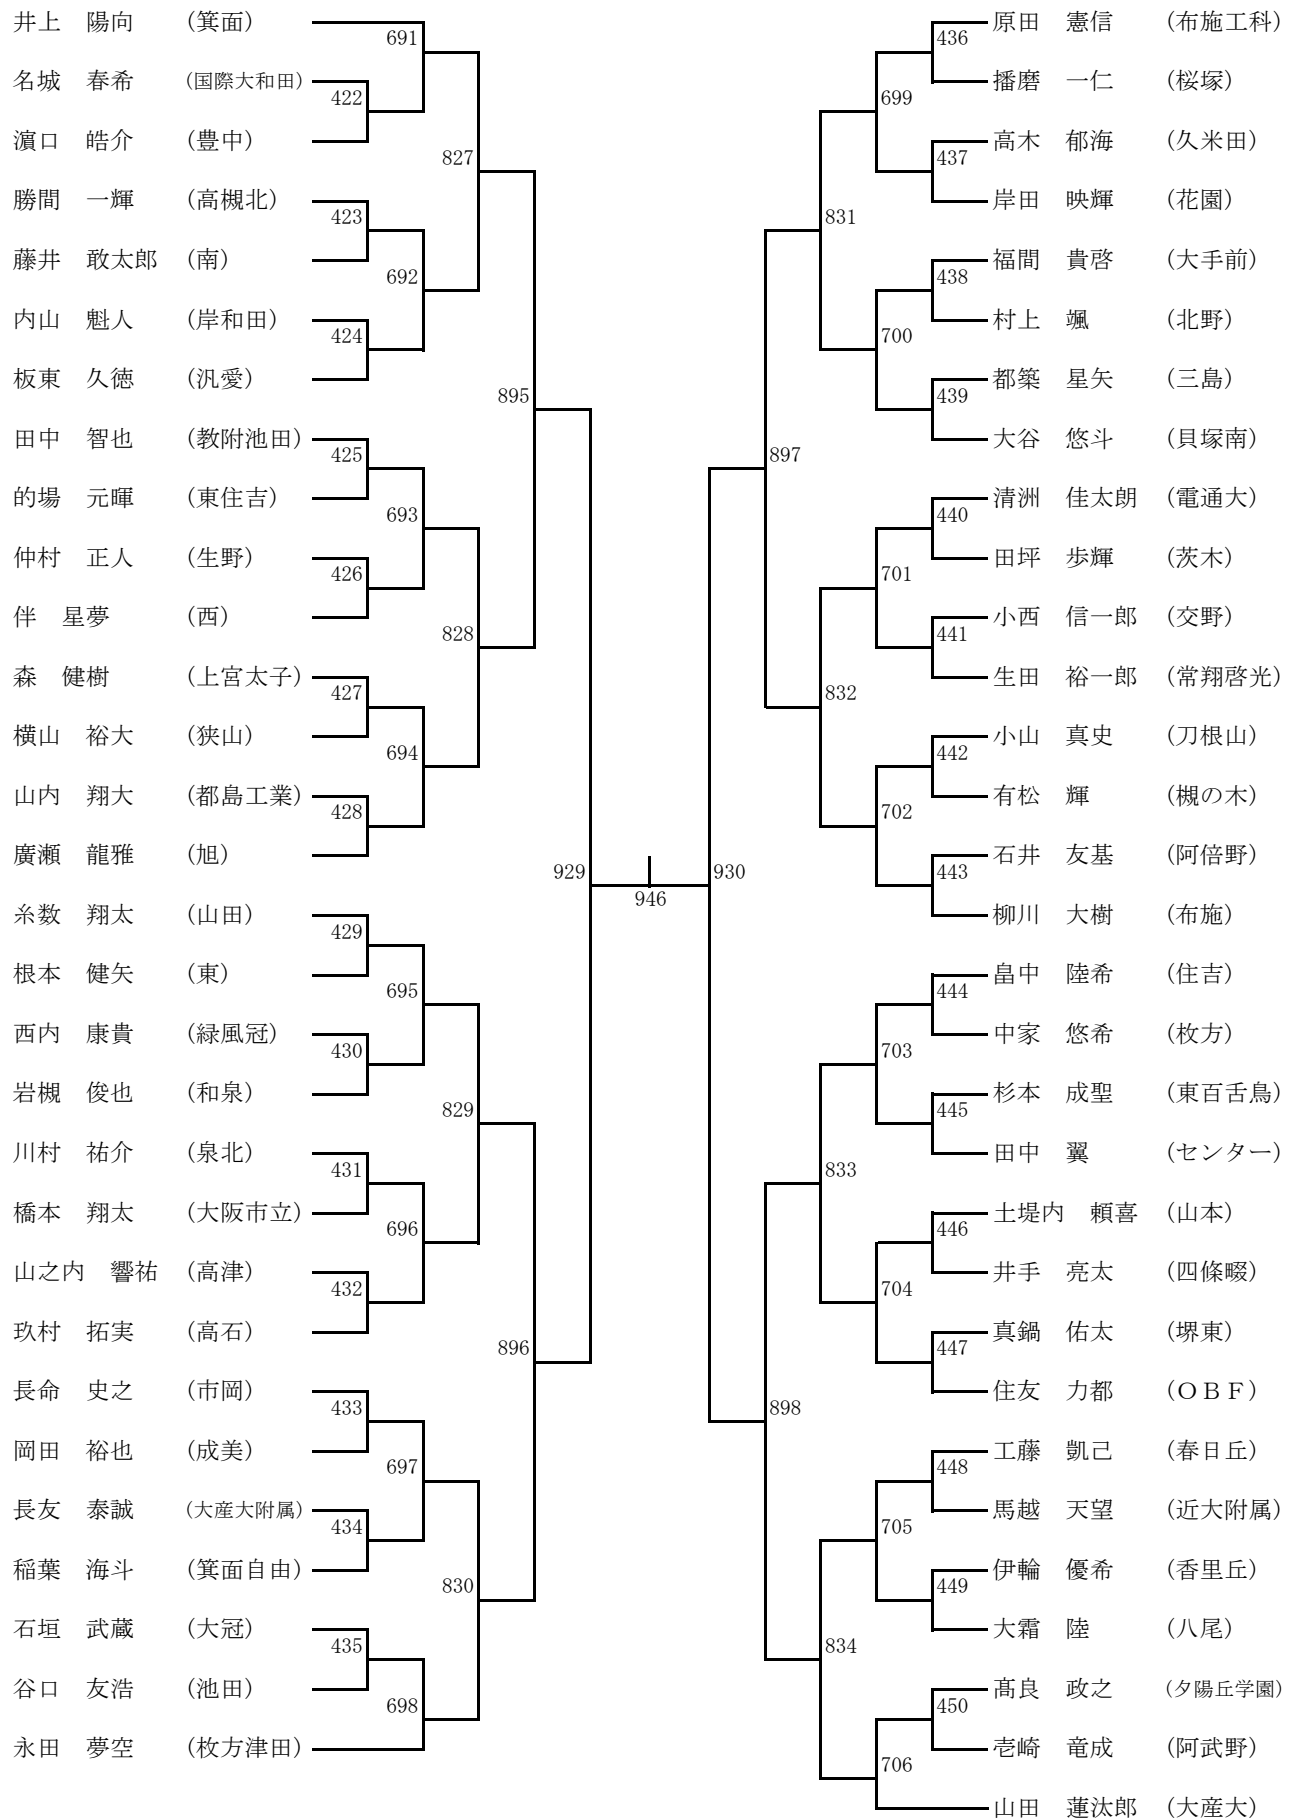 井上 陽向 (箕面)
名城 春希 (国際大和田)
濵口 皓介 (豊中)
勝間 一輝 (高槻北)
藤井 敢太郎 (南)
内山 魁人 (岸和田)
板東 久徳 (汎愛)
田中 智也 (教附池田)
的場 元暉 (東住吉)
仲村 正人 (生野)
伴 星夢 (西)
森 健樹 (上宮太子)
横山 裕大 (狭山)
山内 翔大 (都島工業)
廣瀬 龍雅 (旭)
糸数 翔太 (山田)
根本 健矢 (東)
西内 康貴 (緑風冠)
岩槻 俊也 (和泉)
川村 祐介 (泉北)
橋本 翔太 (大阪市立)
山之内 響祐 (高津)
玖村 拓実 (高石)
長命 史之 (市岡)
岡田 裕也 (成美)
長友 泰誠 (大産大附属)
稲葉 海斗 (箕面自由)
石垣 武蔵 (大冠)
谷口 友浩 (池田)
永田 夢空 (枚方津田)
422
423
424
425
426
427
428
429
430
431
432
433
434
435
691
692
693
694
695
696
697
698
827
828
829
830
895
896
929
946
930
897
898
831
832
833
834
699
700
701
702
703
704
705
706
436
437
438
439
440
441
442
443
444
445
446
447
448
449
450
原田 憲信 (布施工科)
播磨 一仁 (桜塚)
高木 郁海 (久米田)
岸田 映輝 (花園)
福間 貴啓 (大手前)
村上 颯 (北野)
都築 星矢 (三島)
大谷 悠斗 (貝塚南)
清洲 佳太朗 (電通大)
田坪 歩輝 (茨木)
小西 信一郎 (交野)
生田 裕一郎 (常翔啓光)
小山 真史 (刀根山)
有松 輝 (槻の木)
石井 友基 (阿倍野)
柳川 大樹 (布施)
畠中 陸希 (住吉)
中家 悠希 (枚方)
杉本 成聖 (東百舌鳥)
田中 翼 (センター)
土堤内 頼喜 (山本)
井手 亮太 (四條畷)
真鍋 佑太 (堺東)
住友 力都 (ＯＢＦ)
工藤 凱己 (春日丘)
馬越 天望 (近大附属)
伊輪 優希 (香里丘)
大霜 陸 (八尾)
髙良 政之 (夕陽丘学園)
壱崎 竜成 (阿武野)
山田 蓮汰郎 (大産大)